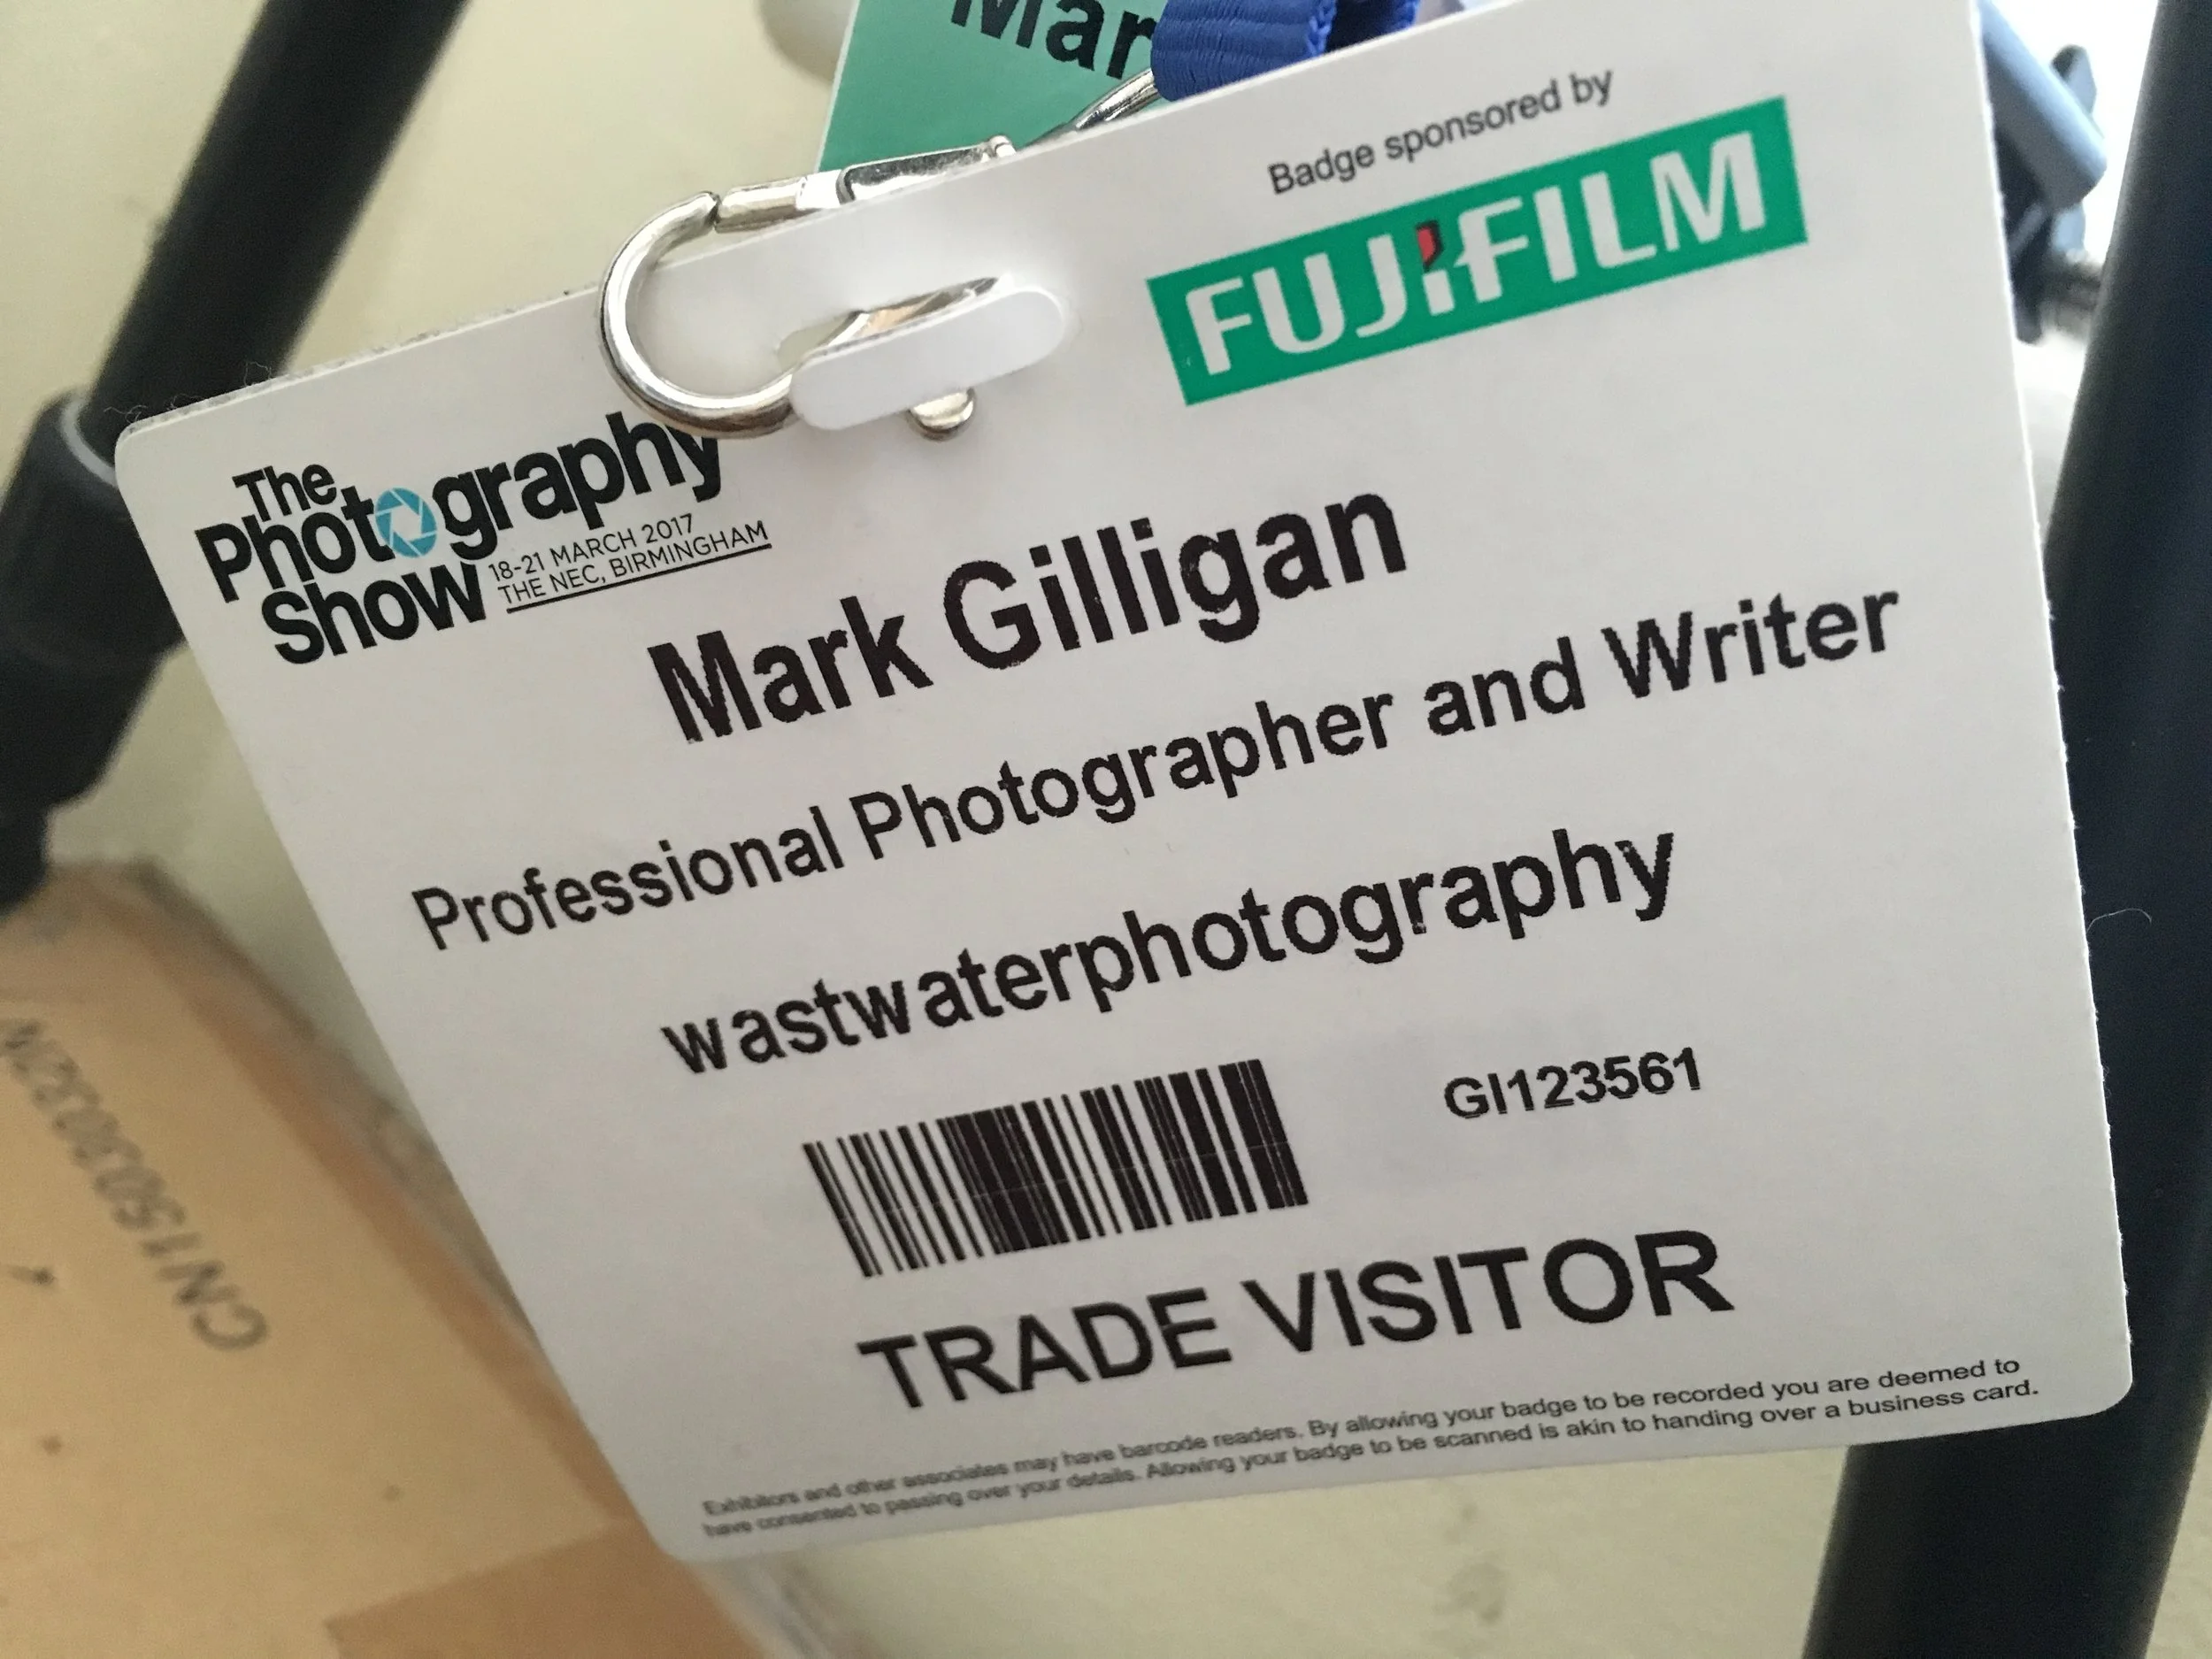 Mar
Badge sponsored by
FUJiFILM
The
Photography
Show
18-21 MARCH 2017
THE NEC, BIRMINGHAM
Mark Gilligan
Professional Photographer and Writer
wastwaterphotography
GI123561
TRADE VISITOR
Exhibitors and other associates may have barcode readers. By allowing your badge to be recorded you are deemed to
have consented to passing over your details. Allowing your badge to be scanned is akin to handing over a business card.